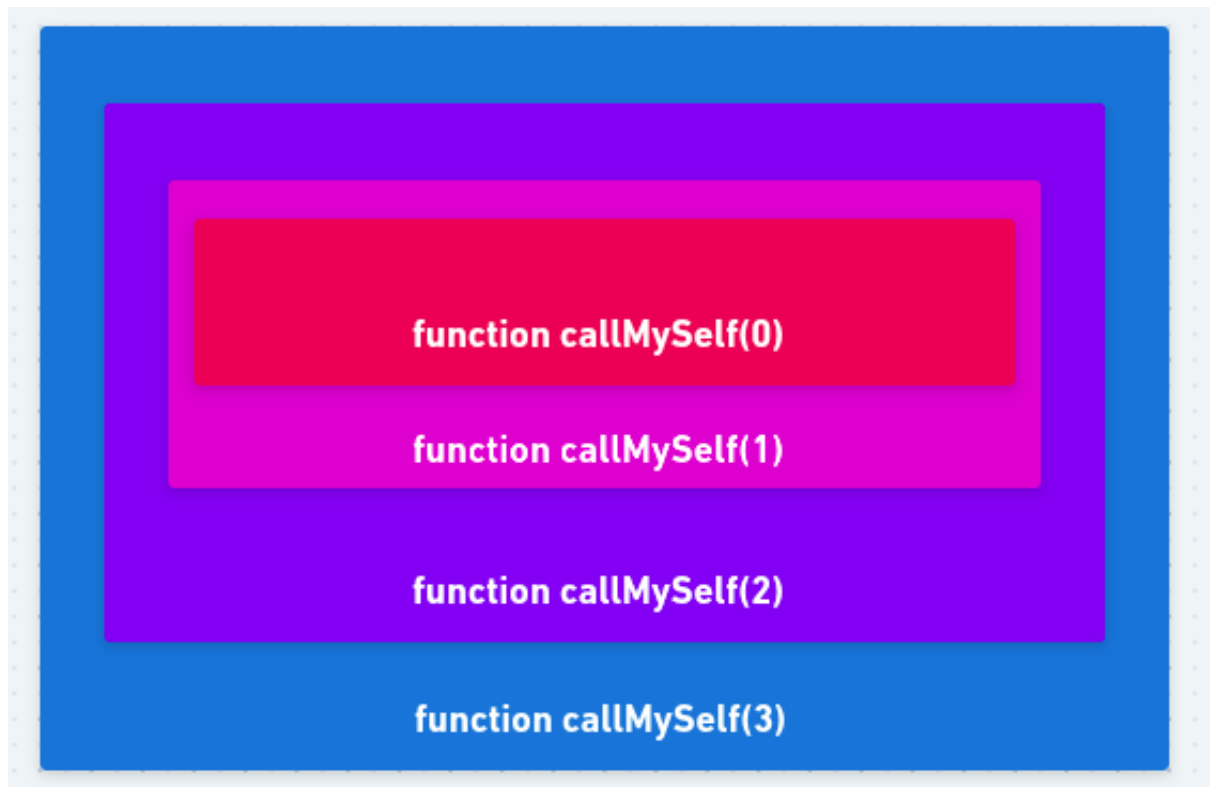 function callMySelf(0)
function callMySelf(1)
function callMySelf(2)
function callMySelf(3)